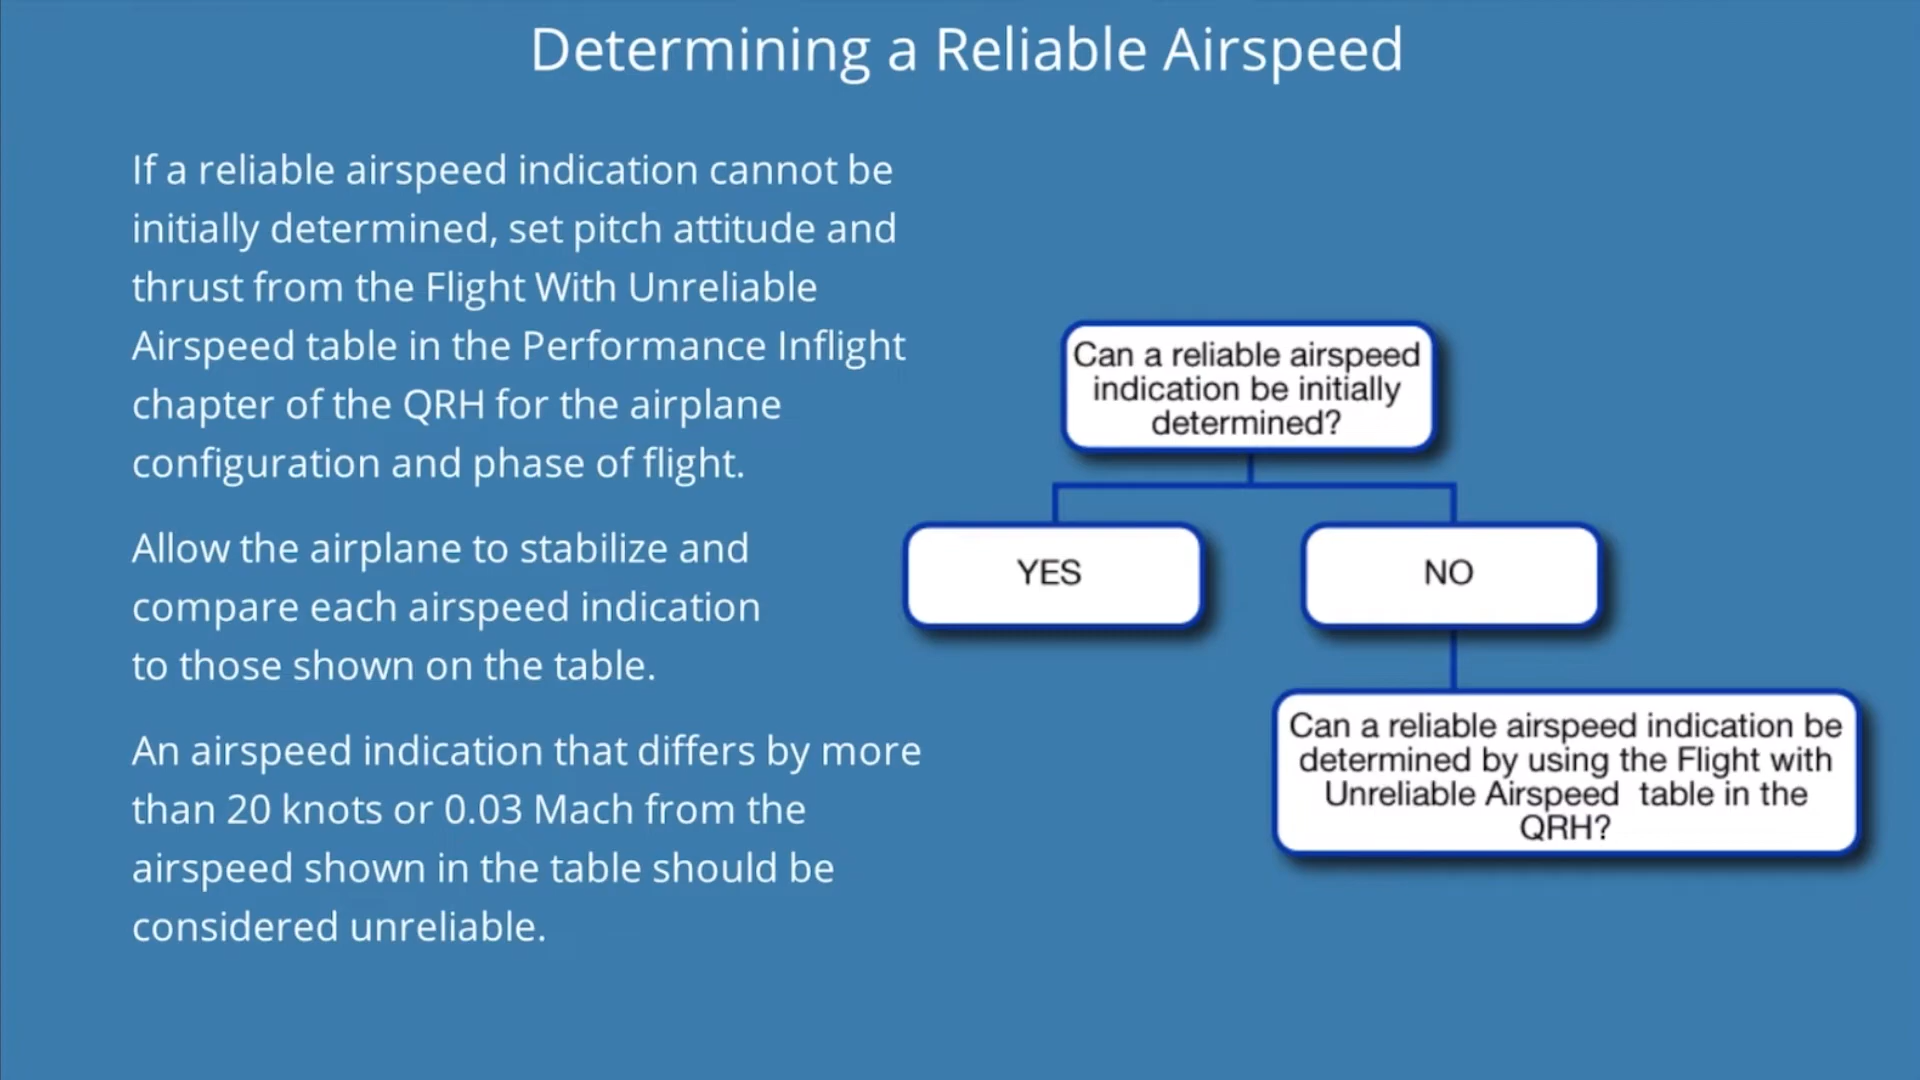 Determining a Reliable Airspeed
If a reliable airspeed indication cannot be
initially determined, set pitch attitude and
thrust from the Flight With Unreliable
Airspeed table in the Performance Inflight
chapter of the QRH for the airplane
configuration and phase of flight.
Allow the airplane to stabilize and
compare each airspeed indication
to those shown on the table.
An airspeed indication that differs by more
than 20 knots or 0.03 Mach from the
airspeed shown in the table should be
considered unreliable.
Can a reliable airspeed
indication be initially
determined?
YES
NO
Can a reliable airspeed indication be
determined by using the Flight with
Unreliable Airspeed table in the
QRH?